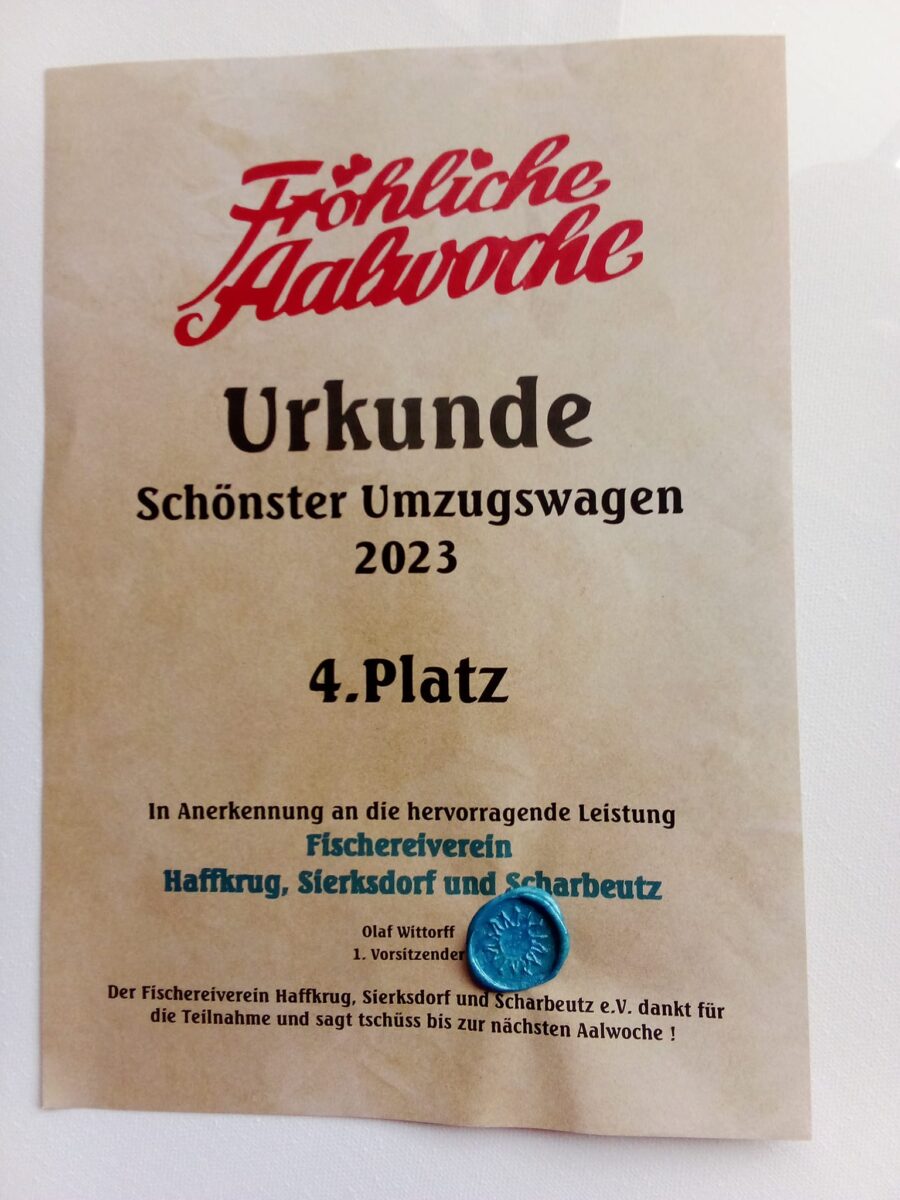 Fröhliche
Aalwoche
Urkunde
Schönster Umzugswagen
2023
4.Platz
In Anerkennung an die hervorragende Leistung
Fischereiverein
Haffkrug, Sierksdorf und Scharbeutz
Olaf Wittorff
1. Vorsitzender
Der Fischereiverein Haffkrug, Sierksdorf und Scharbeutz e.V. dankt für
die Teilnahme und sagt tschüss bis zur nächsten Aalwoche !